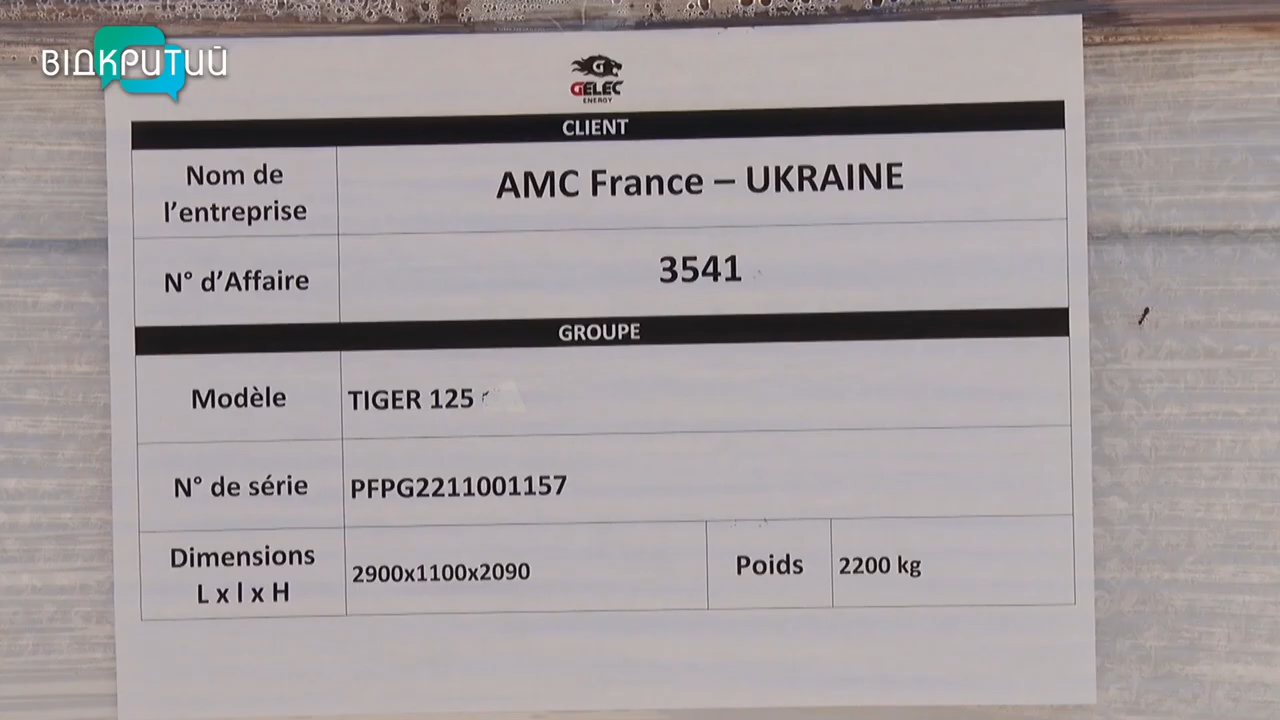 ВІДКРИТИЙ
GELEC
ENERGY
CLIENT
Nom de l'entreprise
AMC France – UKRAINE
N° d'Affaire
3541
GROUPE
Modèle
TIGER 125
N° de série
PFPG2211001157
Dimensions
L x l x H
2900x1100x2090
Poids
2200 kg